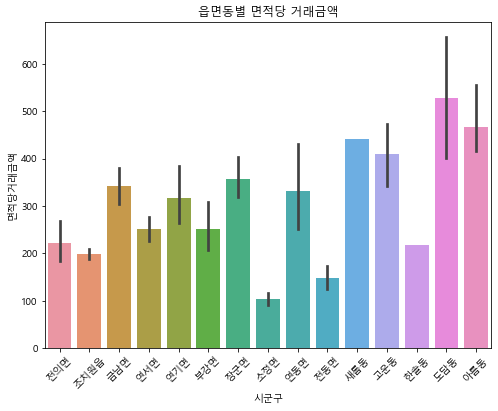 읍면동별 면적당 거래금액
면적당거래금액
600
500
400
300
200
100
0
전의면 조치원읍 금남면 연서면 연기면 부강면 장군면 소정면 연동면 전동면 새롬동 고운동 한솔동 도담동 아름동
시군구